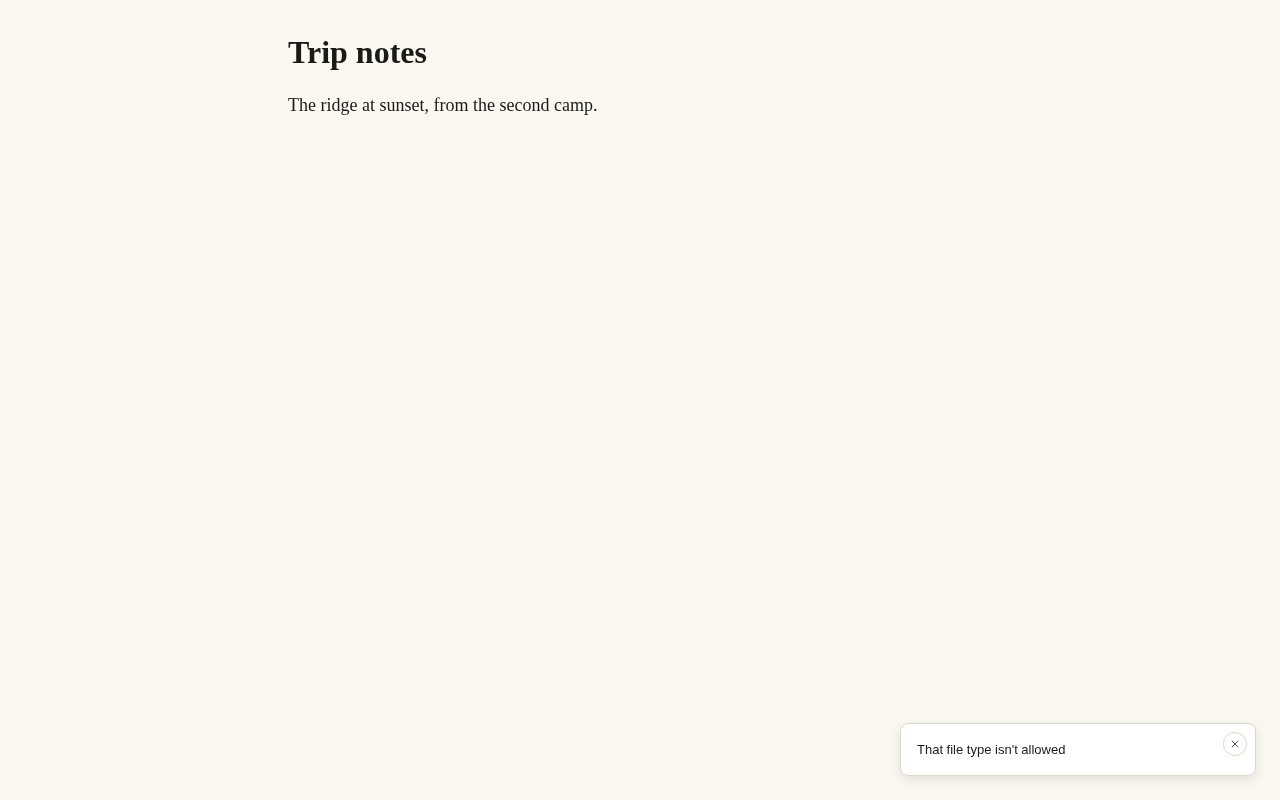 Trip notes
The ridge at sunset, from the second camp.
That file type isn't allowed